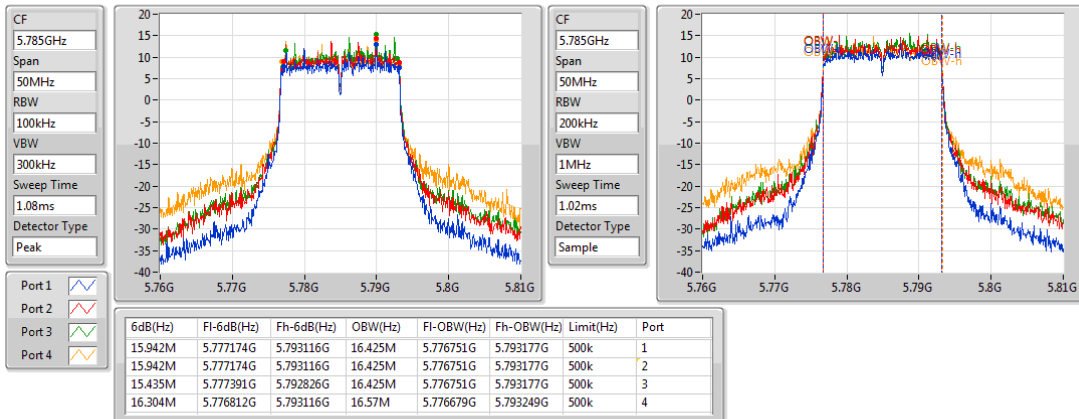 CF
5.785GHz
Span
50MHz
RBW
100kHz
VBW
300kHz
Sweep Time
1.08ms
Detector Type
Peak
20
15
10
5
0
-5
-10
-15
-20
-25
-30
-35
-40
5.76G 5.77G 5.78G 5.79G 5.8G 5.81G
CF
5.785GHz
Span
50MHz
RBW
200kHz
VBW
1MHz
Sweep Time
1.02ms
Detector Type
Sample
20
15
10
5
0
-5
-10
-15
-20
-25
-30
-35
-40
OBW
5.76G 5.77G 5.78G 5.79G 5.8G 5.81G
Port 1
Port 2
Port 3
Port 4
6dB(Hz) Fl-6dB(Hz) Fh-6dB(Hz) OBW(Hz) Fl-OBW(Hz) Fh-OBW(Hz) Limit(Hz) Port
15.942M 5.777174G 5.793116G 16.425M 5.776751G 5.793177G 500k 1
15.942M 5.777174G 5.793116G 16.425M 5.776751G 5.793177G 500k 2
15.435M 5.777391G 5.792826G 16.425M 5.776751G 5.793177G 500k 3
16.304M 5.776812G 5.793116G 16.57M 5.776679G 5.793249G 500k 4